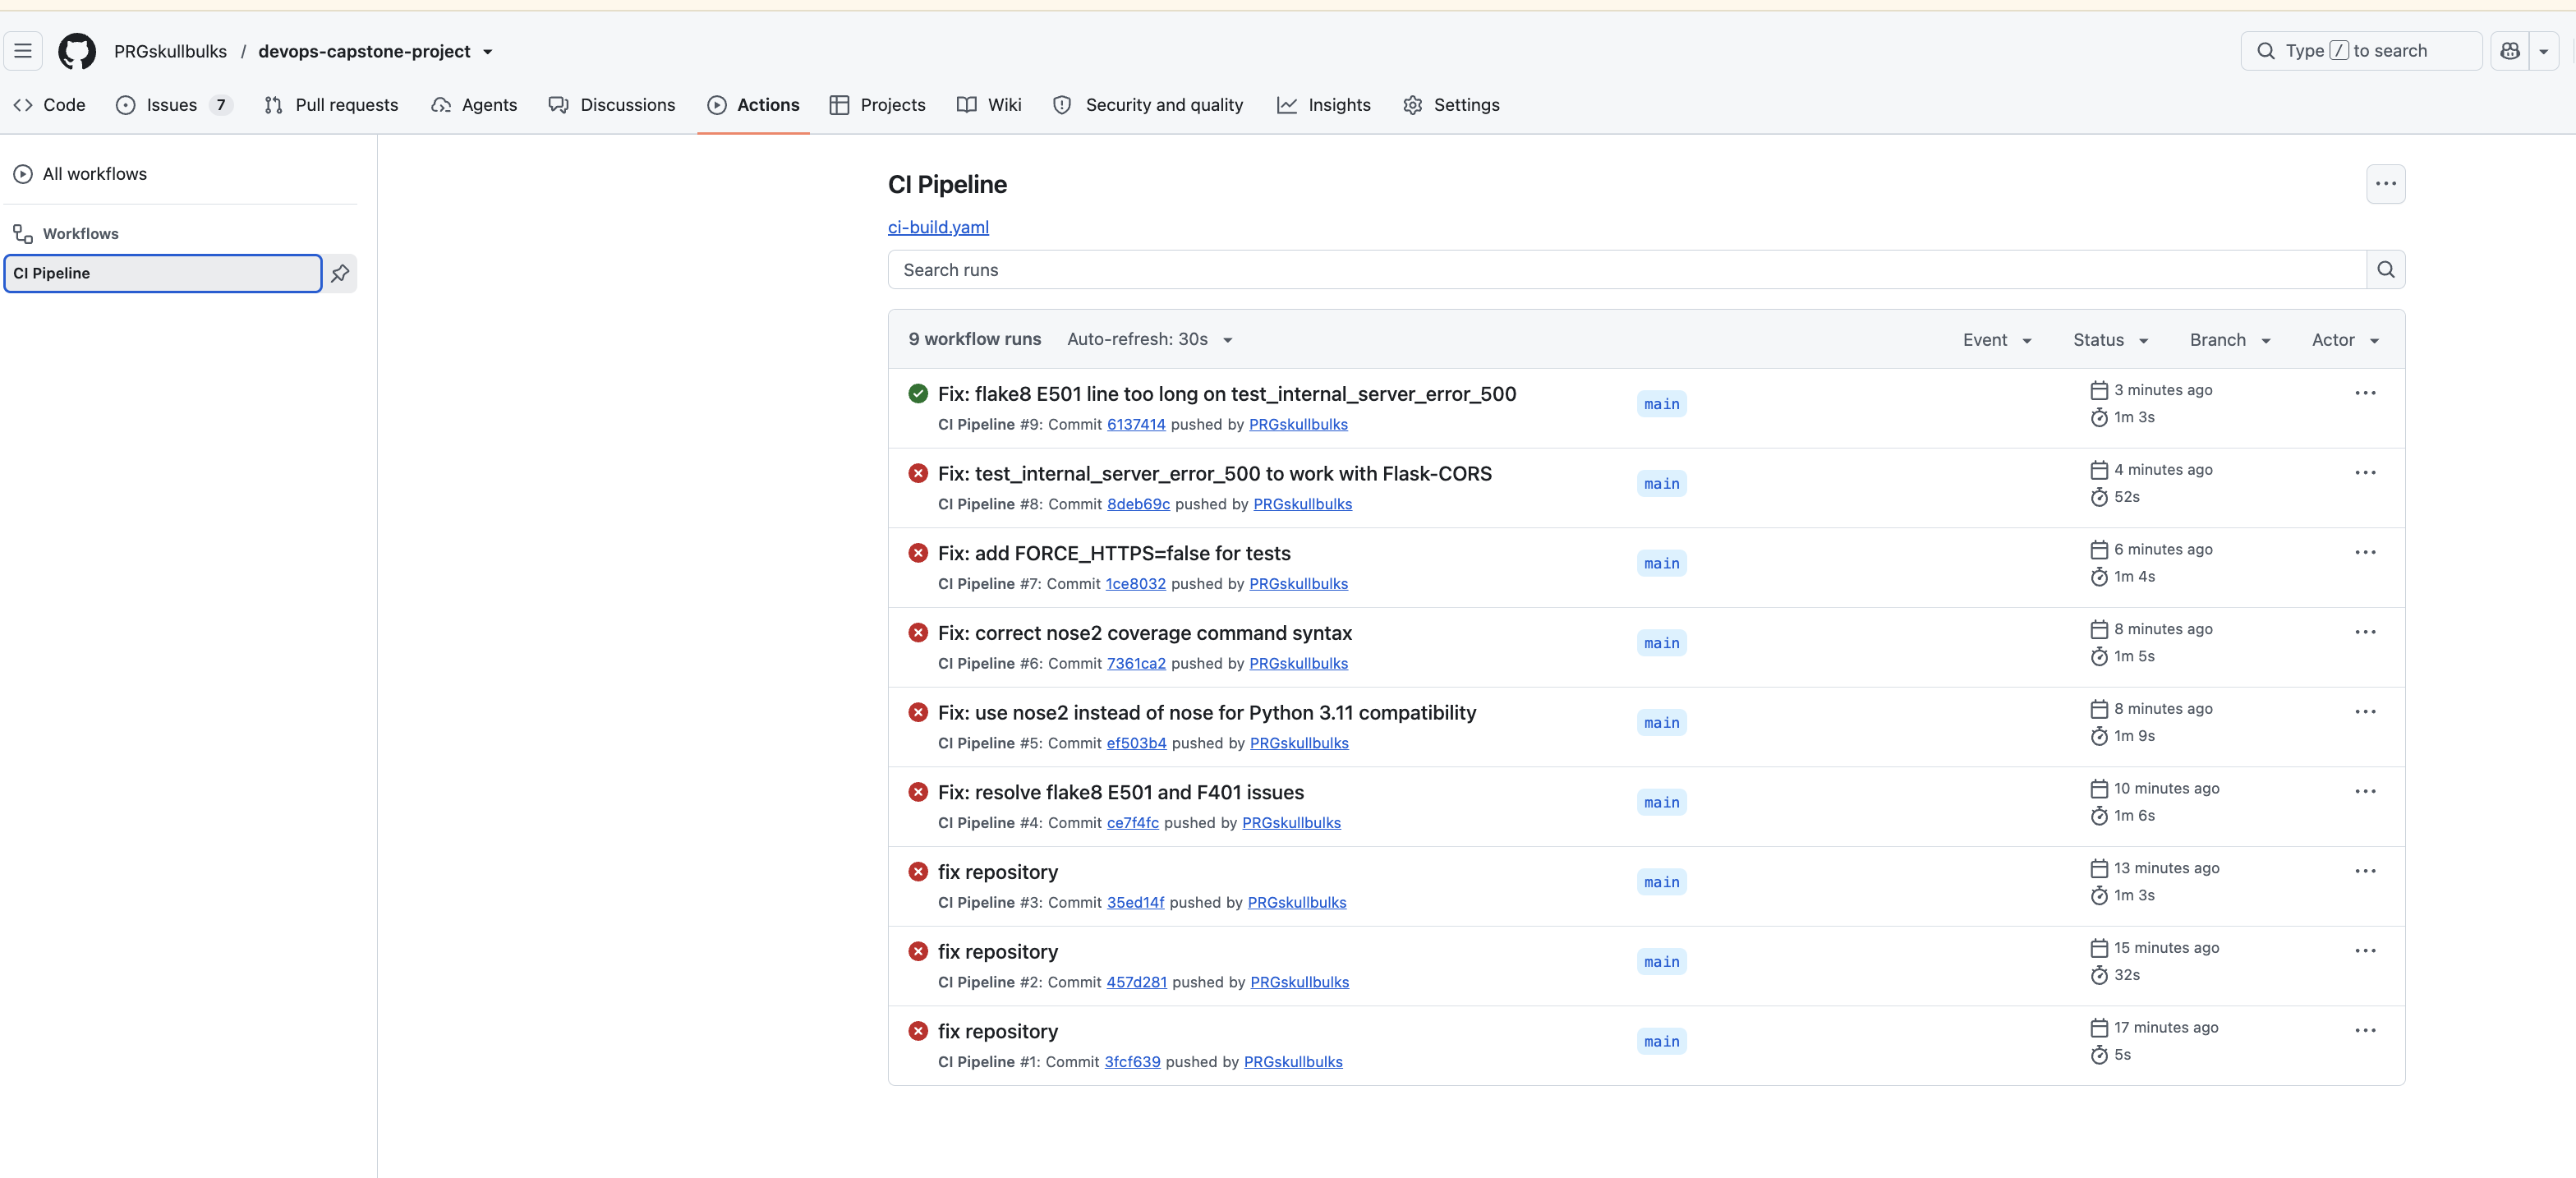 PRGskullbulks / devops-capstone-project
Type / to search
Code
Issues 7
Pull requests
Agents
Discussions
Actions
Projects
Wiki
Security and quality
Insights
Settings
All workflows
Workflows
CI Pipeline
CI Pipeline
ci-build.yaml
Search runs
9 workflow runs Auto-refresh: 30s Event Status Branch Actor
Fix: flake8 E501 line too long on test_internal_server_error_500
CI Pipeline #9: Commit 6137414 pushed by PRGskullbulks
main
3 minutes ago
1m 3s
Fix: test_internal_server_error_500 to work with Flask-CORS
CI Pipeline #8: Commit 8deb69c pushed by PRGskullbulks
main
4 minutes ago
52s
Fix: add FORCE_HTTPS=false for tests
CI Pipeline #7: Commit 1ce8032 pushed by PRGskullbulks
main
6 minutes ago
1m 4s
Fix: correct nose2 coverage command syntax
CI Pipeline #6: Commit 7361ca2 pushed by PRGskullbulks
main
8 minutes ago
1m 5s
Fix: use nose2 instead of nose for Python 3.11 compatibility
CI Pipeline #5: Commit ef503b4 pushed by PRGskullbulks
main
8 minutes ago
1m 9s
Fix: resolve flake8 E501 and F401 issues
CI Pipeline #4: Commit ce7f4fc pushed by PRGskullbulks
main
10 minutes ago
1m 6s
fix repository
CI Pipeline #3: Commit 35ed14f pushed by PRGskullbulks
main
13 minutes ago
1m 3s
fix repository
CI Pipeline #2: Commit 457d281 pushed by PRGskullbulks
main
15 minutes ago
32s
fix repository
CI Pipeline #1: Commit 3fcf639 pushed by PRGskullbulks
main
17 minutes ago
5s